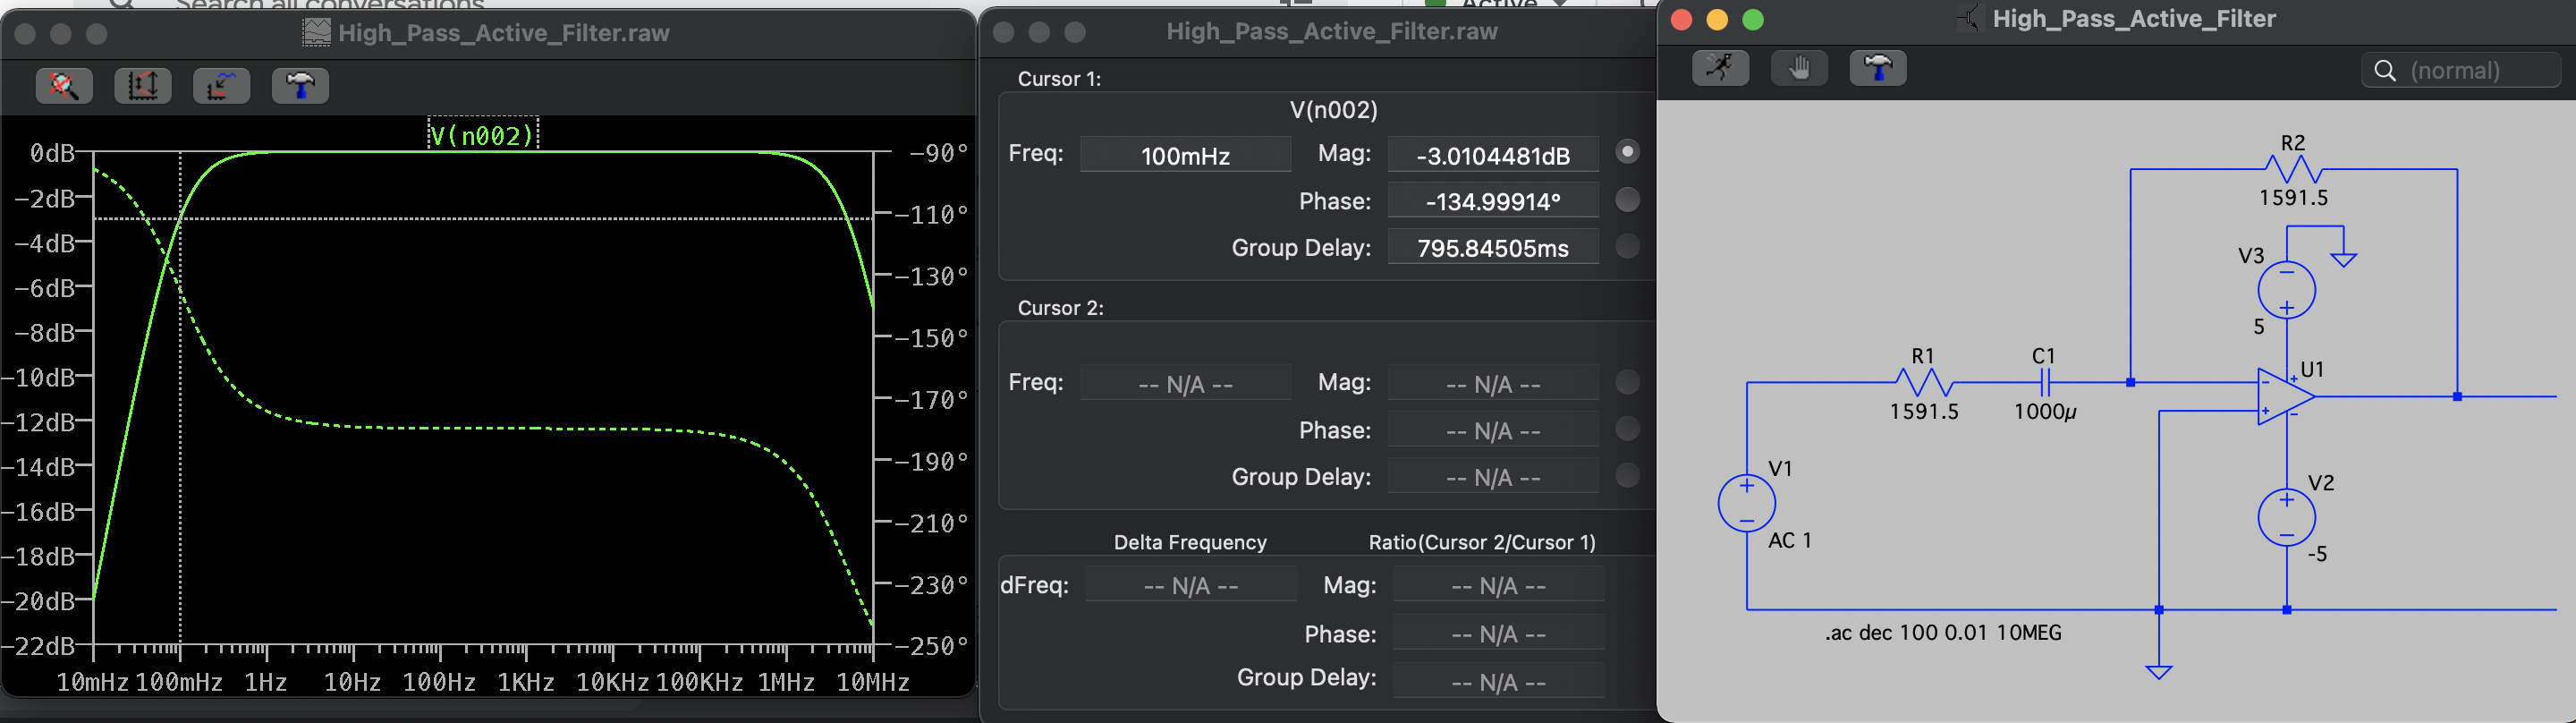 Search all conversations
Active
High_Pass_Active_Filter.raw
V(n002)
0dB
-2dB
-4dB
-6dB
-8dB
-10dB
-12dB
-14dB
-16dB
-18dB
-20dB
-22dB
-90°
-110°
-130°
-150°
-170°
-190°
-210°
-230°
-250°
10mHz 100mHz 1Hz 10Hz 100Hz 1KHz 10KHz 100KHz 1MHz 10MHz
High_Pass_Active_Filter.raw
Cursor 1:
V(n002)
Freq: 100mHz Mag: -3.0104481dB
Phase: -134.99914°
Group Delay: 795.84505ms
Cursor 2:
Freq: -- N/A -- Mag: -- N/A --
Phase: -- N/A --
Group Delay: -- N/A --
Delta Frequency Ratio(Cursor 2/Cursor 1)
dFreq: -- N/A -- Mag: -- N/A --
Phase: -- N/A --
Group Delay: -- N/A --
High_Pass_Active_Filter
(normal)
R2
1591.5
V3
5
R1
1591.5
C1
1000µ
U1
V1
AC 1
V2
-5
.ac dec 100 0.01 10MEG